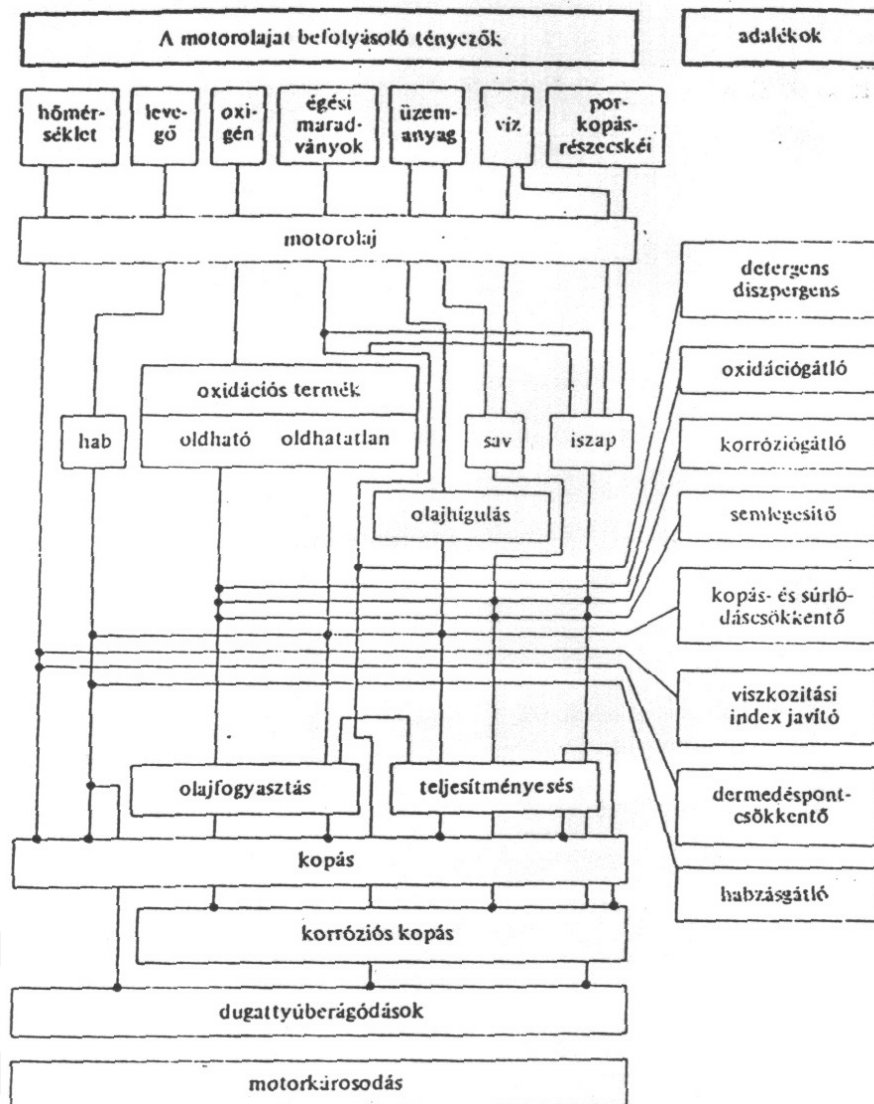 A motorolajat befolyásoló tényezők
adalékok
hőmér-
séklet
leve-
gő
oxi-
gén
égési
marad-
ványok
üzem-
anyag
víz
por-
kopás-
részecskéi
motorolaj
detergens
diszpergens
oxidációgátló
korróziógátló
semlegesítő
kopás- és súrló-
dáscsökkentő
viszkozitási
index javító
dermedéspont-
csökkentő
habzásgátló
oxidációs termék
oldható oldhatatlan
hab
sav
iszap
olajhígulás
olajfogyasztás
teljesítményesés
kopás
korróziós kopás
dugattyúberágódások
motorkárosodás